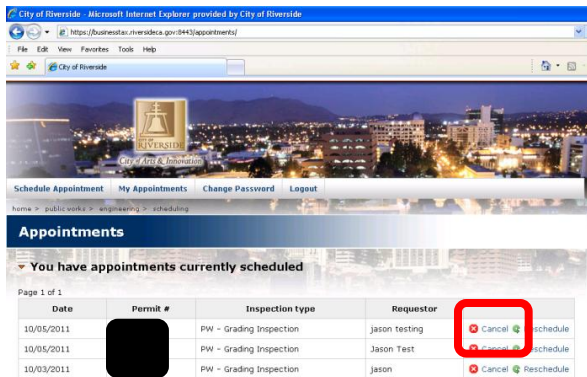 City of Riverside - Microsoft Internet Explorer provided by City of Riverside
https://businesstax.riversideca.gov:8443/appointments/
File Edit View Favorites Tools Help
City of Riverside
CITY OF
RIVERSIDE
City of Arts & Innovation
Schedule Appointment My Appointments Change Password Logout
home > public works > engineering > scheduling
Appointments
You have appointments currently scheduled
Page 1 of 1
Date Permit # Inspection type Requestor
10/05/2011 PW - Grading Inspection jason testing Cancel Reschedule
10/05/2011 PW - Grading Inspection Jason Test Cancel Reschedule
10/03/2011 PW - Grading Inspection jason Cancel Reschedule